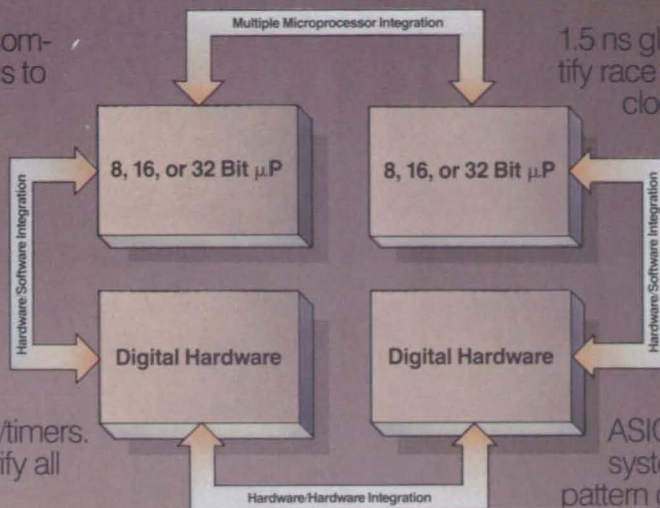 Multiple Microprocessor Integration
com-
s to
1.5 ns gl
tify race
clo
8, 16, or 32 Bit μP
8, 16, or 32 Bit μP
Hardware/Software Integration
Hardware/Software Integration
Digital Hardware
Digital Hardware
/timers.
ify all
ASIC
syste
pattern
Hardware/Hardware Integration